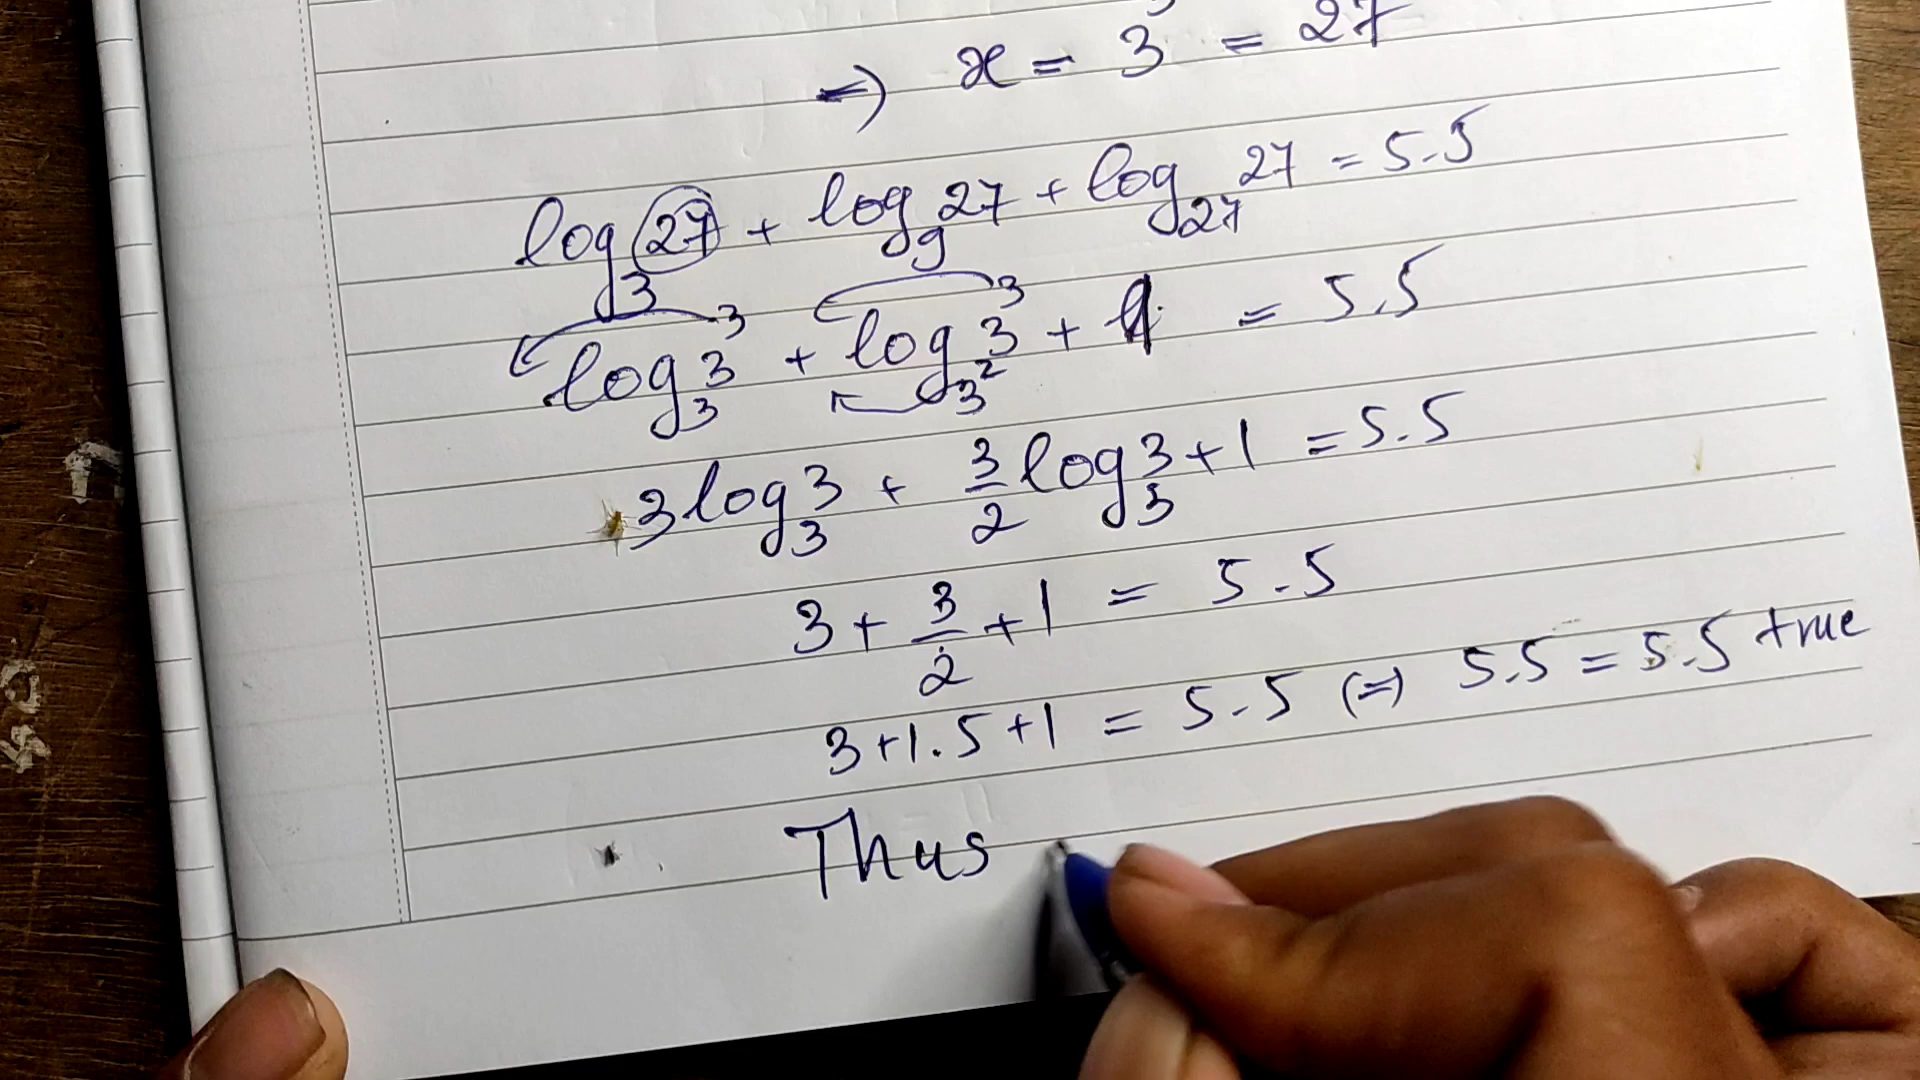 ⇒ x = 3³ = 27
log₃27 + log₉27 + log₂₇27 = 5.5
log₃3³ + log₃²3³ + 1 = 5.5
3log₃3 + 3/2 log₃3 + 1 = 5.5
3 + 3/2 + 1 = 5.5
3+1.5+1 = 5.5 (=) 5.5 = 5.5 true
Thus